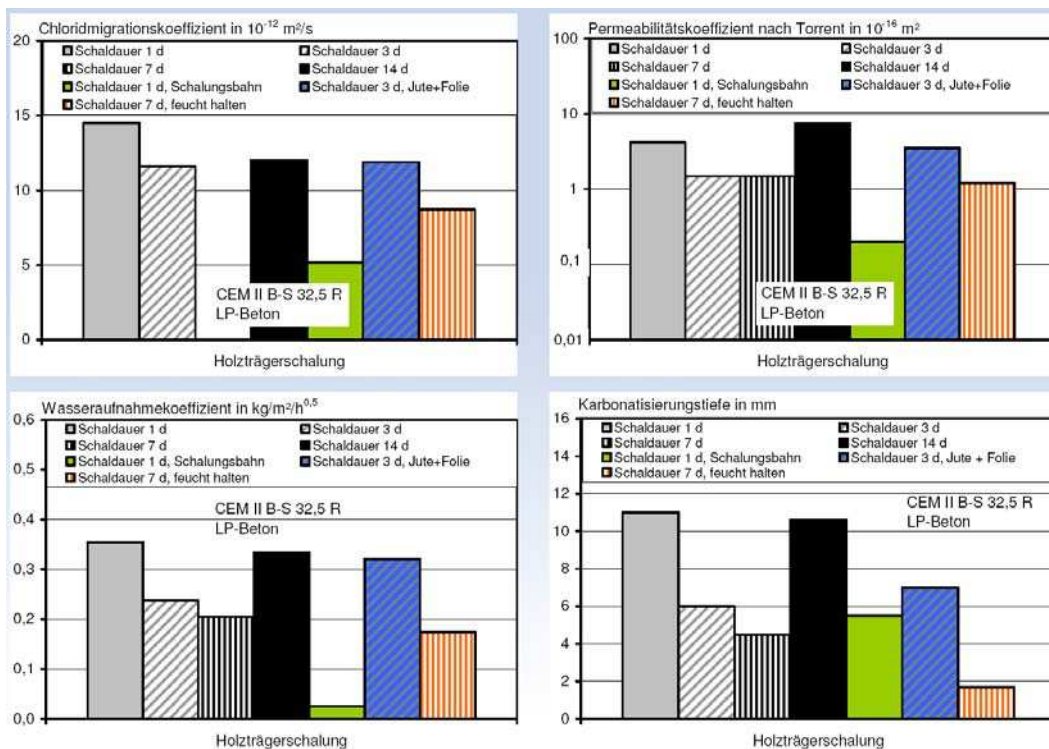 Chloridmigrationskoeffizient in 10⁻¹² m²/s
20
15
10
5
0
Schaldauer 1 d
Schaldauer 3 d
Schaldauer 7 d
Schaldauer 14 d
Schaldauer 1 d, Schalungsbahn
Schaldauer 3 d, Jute+Folie
Schaldauer 7 d, feucht halten
CEM II B-S 32,5 R
LP-Beton
Holzträgerschalung
Permeabilitätskoeffizient nach Torrent in 10⁻¹⁶ m²
100
10
1
0,1
0,01
Schaldauer 1 d
Schaldauer 3 d
Schaldauer 7 d
Schaldauer 14 d
Schaldauer 1 d, Schalungsbahn
Schaldauer 3 d, Jute+Folie
Schaldauer 7 d, feucht halten
CEM II B-S 32,5 R
LP-Beton
Holzträgerschalung
Wasseraufnahmekoeffizient in kg/m²/h⁰,⁵
0,6
0,5
0,4
0,3
0,2
0,1
0,0
Schaldauer 1 d
Schaldauer 3 d
Schaldauer 7 d
Schaldauer 14 d
Schaldauer 1 d, Schalungsbahn
Schaldauer 3 d, Jute+Folie
Schaldauer 7 d, feucht halten
CEM II B-S 32,5 R
LP-Beton
Holzträgerschalung
Karbonatisierungstiefe in mm
16
14
12
10
8
6
4
2
0
Schaldauer 1 d
Schaldauer 3 d
Schaldauer 7 d
Schaldauer 14 d
Schaldauer 1 d, Schalungsbahn
Schaldauer 3 d, Jute + Folie
Schaldauer 7 d, feucht halten
CEM II B-S 32,5 R
LP-Beton
Holzträgerschalung